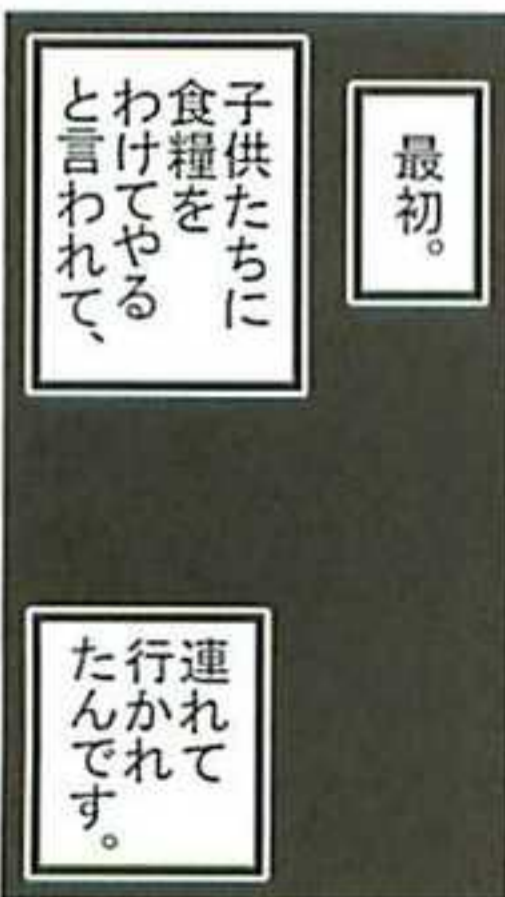 最初。
子供たちに
食糧を
わけてやる
と言われて、
連れて
行かれ
たんです。